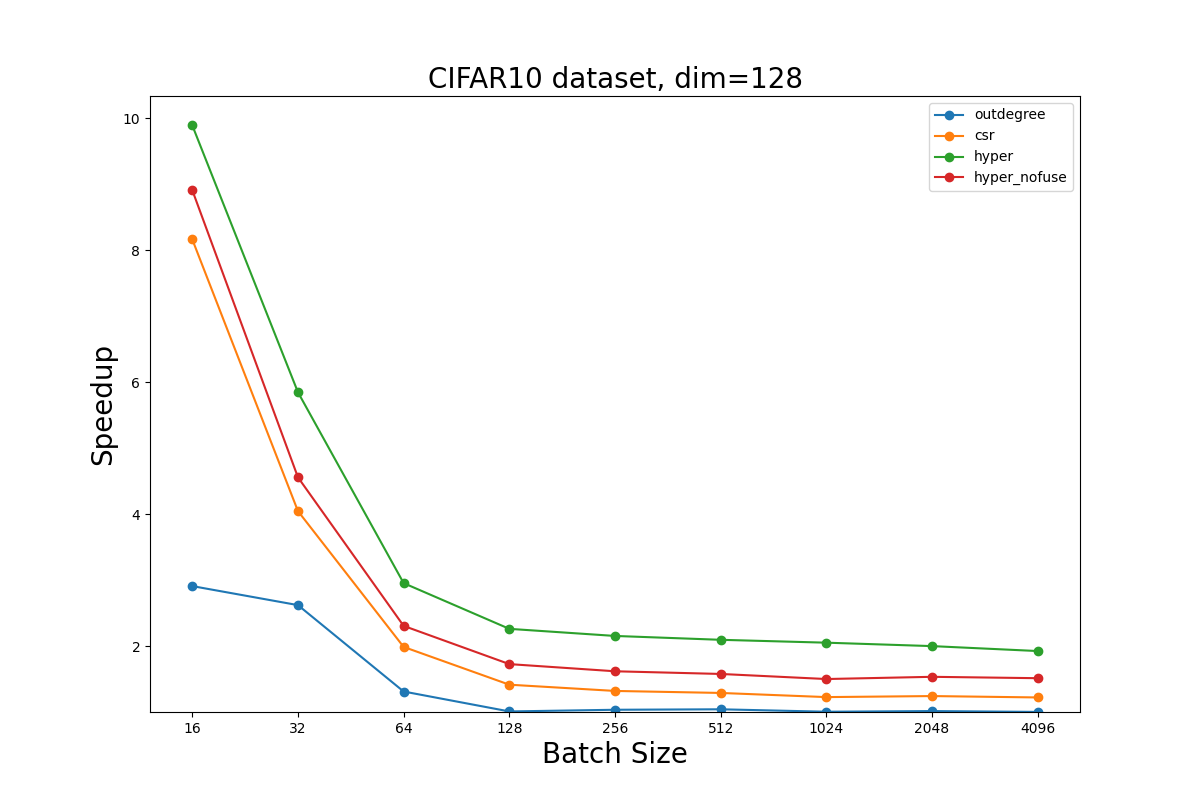 CIFAR10 dataset, dim=128
outdegree
csr
hyper
hyper_nofuse
Speedup
10
8
6
4
2
16 32 64 128 256 512 1024 2048 4096
Batch Size